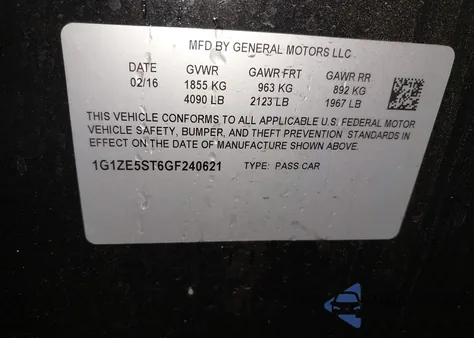 MFD BY GENERAL MOTORS LLC
DATE GVWR GAWR FRT GAWR RR
02/16 1855 KG 963 KG 892 KG
4090 LB 2123 LB 1967 LB
THIS VEHICLE CONFORMS TO ALL APPLICABLE U.S. FEDERAL MOTOR
VEHICLE SAFETY, BUMPER, AND THEFT PREVENTION STANDARDS IN
EFFECT ON THE DATE OF MANUFACTURE SHOWN ABOVE.
1G1ZE5ST6GF240621 TYPE: PASS CAR